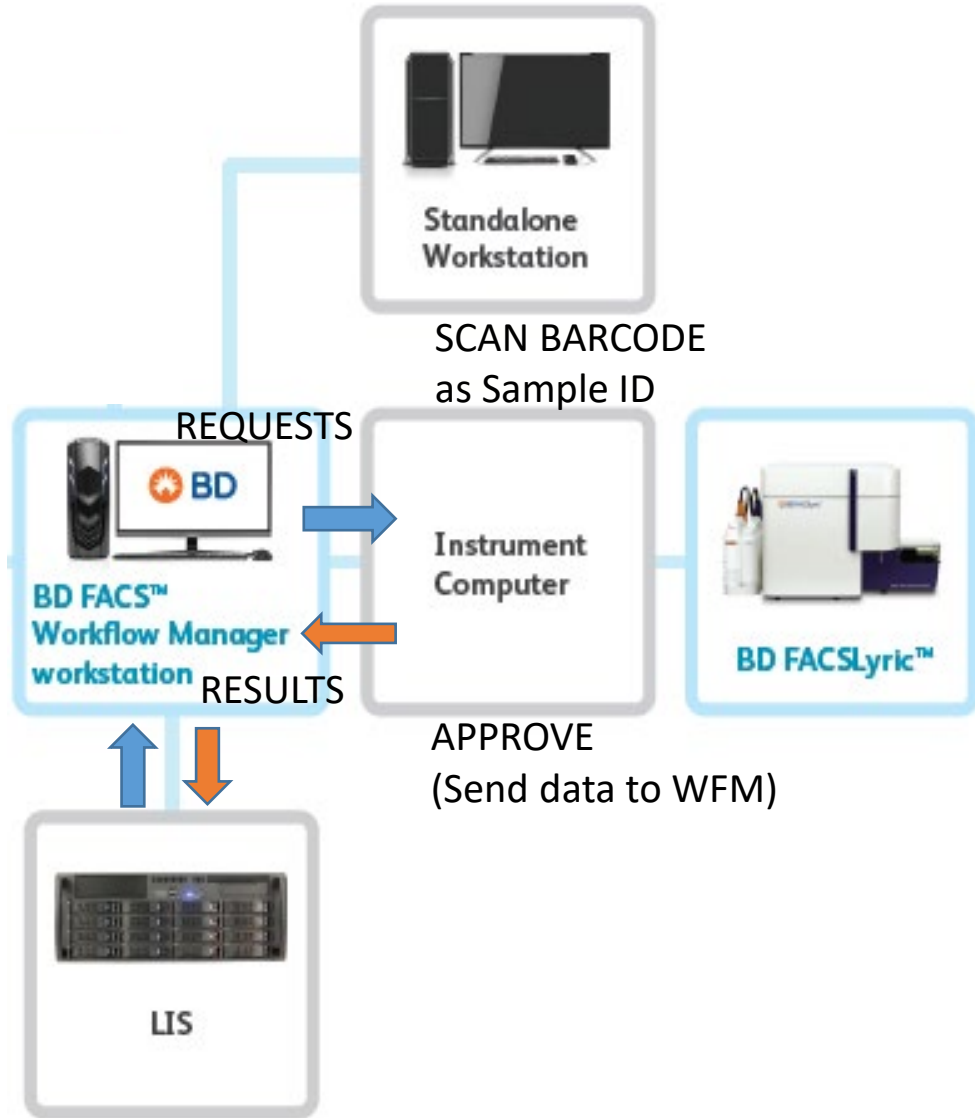 Standalone
Workstation
SCAN BARCODE
as Sample ID
REQUESTS
BD
BD FACS™
Workflow Manager
workstation
RESULTS
Instrument
Computer
BD FACSLyric™
APPROVE
(Send data to WFM)
LIS